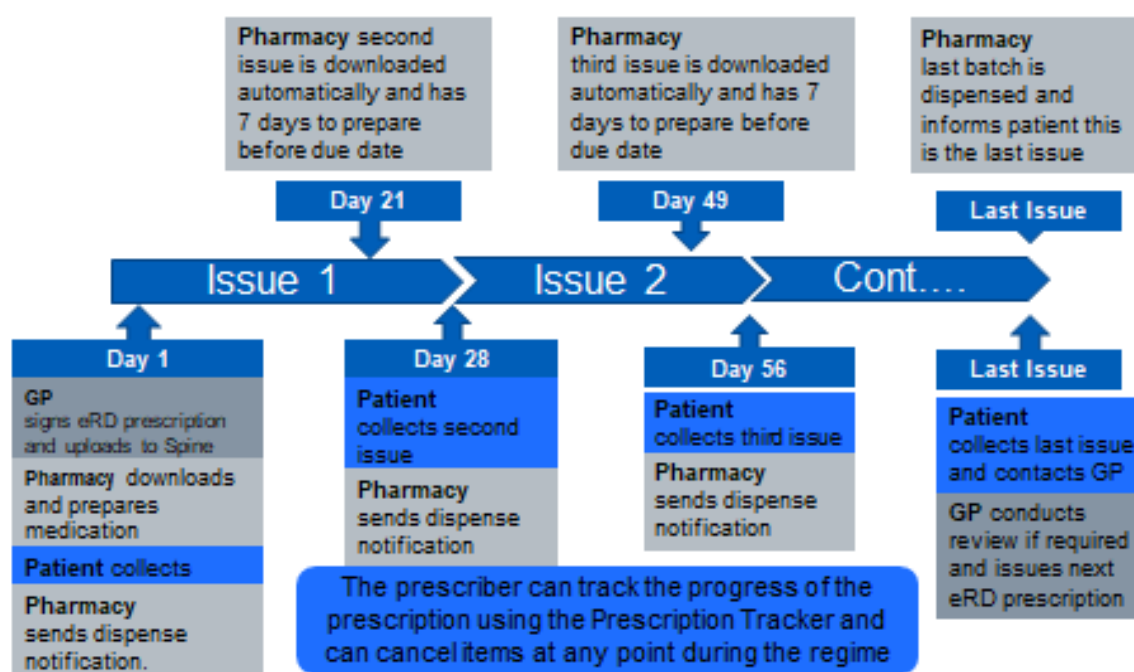 Pharmacy second
issue is downloaded
automatically and has
7 days to prepare
before due date
Pharmacy
third issue is downloaded
automatically and has 7
days to prepare before
due date
Pharmacy
last batch is
dispensed and
informs patient this
is the last issue
Day 21
Day 49
Last Issue
Issue 1
Issue 2
Cont....
Day 1
GP
signs eRD prescription
and uploads to Spine
Pharmacy downloads
and prepares
medication
Patient collects
Pharmacy
sends dispense
notification.
Day 28
Patient
collects second
issue
Pharmacy
sends dispense
notification
Day 56
Patient
collects third issue
Pharmacy
sends dispense
notification
Last Issue
Patient
collects last issue
and contacts GP
GP conducts
review if required
and issues next
eRD prescription
The prescriber can track the progress of the
prescription using the Prescription Tracker and
can cancel items at any point during the regime